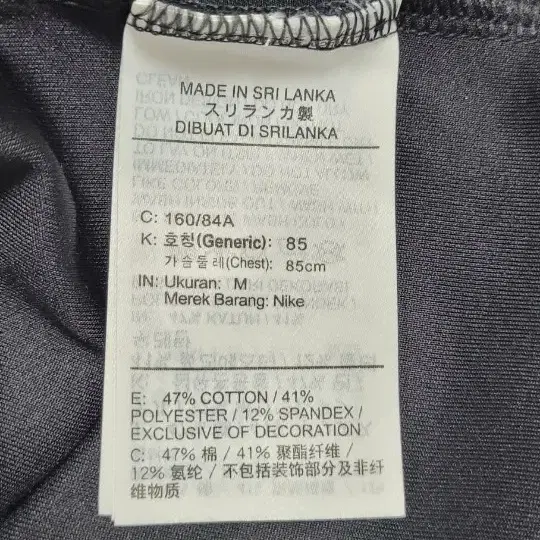 MADE IN SRI LANKA
スリランカ製
DIBUAT DI SRILANKA
C: 160/84A
K: 호칭(Generic): 85
가슴둘레(Chest): 85cm
IN: Ukuran: M
Merek Barang: Nike
E: 47% COTTON / 41%
POLYESTER / 12% SPANDEX /
EXCLUSIVE OF DECORATION
C: 47% 棉 / 41% 聚酯纤维 /
12% 氨纶 / 不包括装饰部分及非纤
维物质